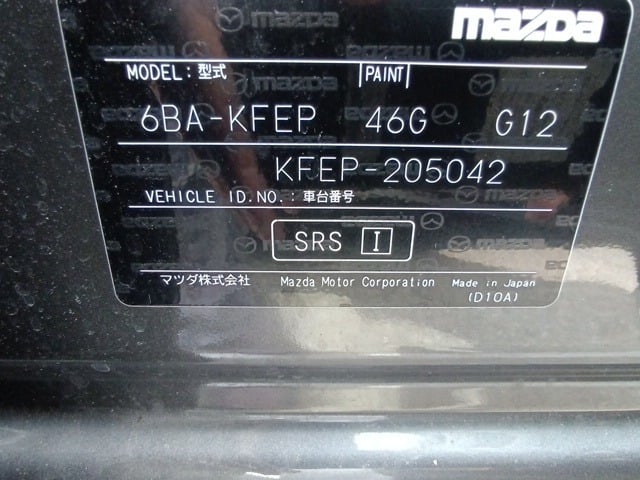 mazda
MODEL：型式 PAINT
6BA-KFEP 46G G12
KFEP-205042
VEHICLE ID.NO.：車台番号
SRS I
マツダ株式会社 Mazda Motor Corporation Made in Japan
(D10A)